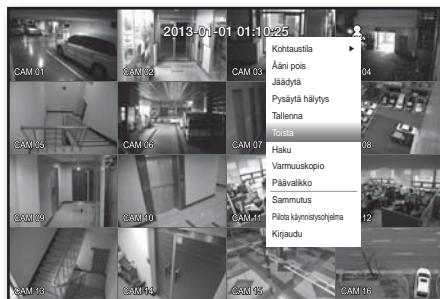 2013-01-01 01:10:25
CAM 01
CAM 02
CAM 03
04
Kohtaustila
Ääni pois
Jäädytä
Pysäytä hälytys
Tallenna
Toista
Haku
Varmuuskopio
Päävalikko
Sammutus
Piilota käynnistysohjelma
Kirjaudu
CAM 05
CAM 06
CAM 07
08
CAM 09
CAM 10
CAM 11
12
CAM 13
CAM 14
CAM 15
CAM 16